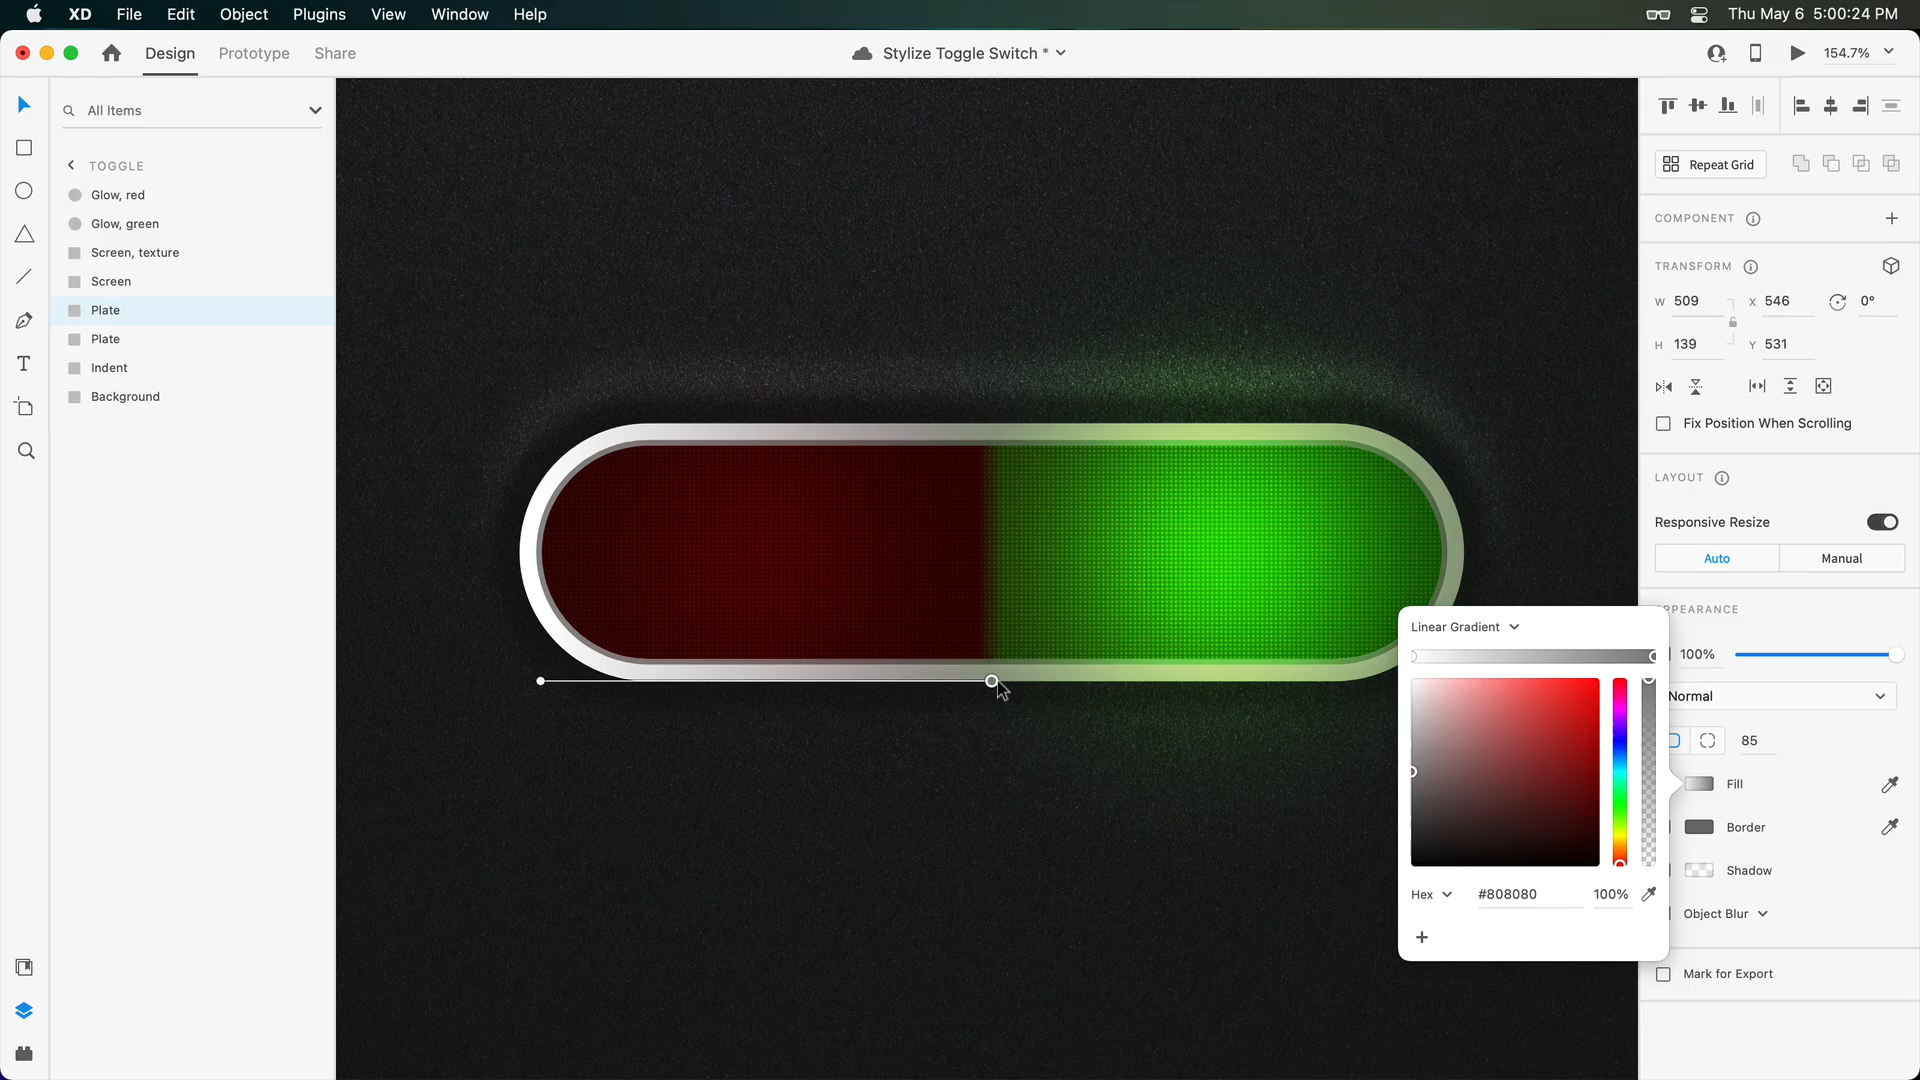 XD File Edit Object Plugins View Window Help Thu May 6 5:00:24 PM
Design Prototype Share Stylize Toggle Switch * 154.7%
All Items
TOGGLE
Glow, red
Glow, green
Screen, texture
Screen
Plate
Plate
Indent
Background
Repeat Grid
COMPONENT
TRANSFORM
W 509 X 546 0°
H 139 Y 531
Fix Position When Scrolling
LAYOUT
Responsive Resize
Auto Manual
PPEARANCE
100%
Normal
85
Fill
Border
Shadow
Object Blur
Mark for Export
Linear Gradient
Hex #808080 100%